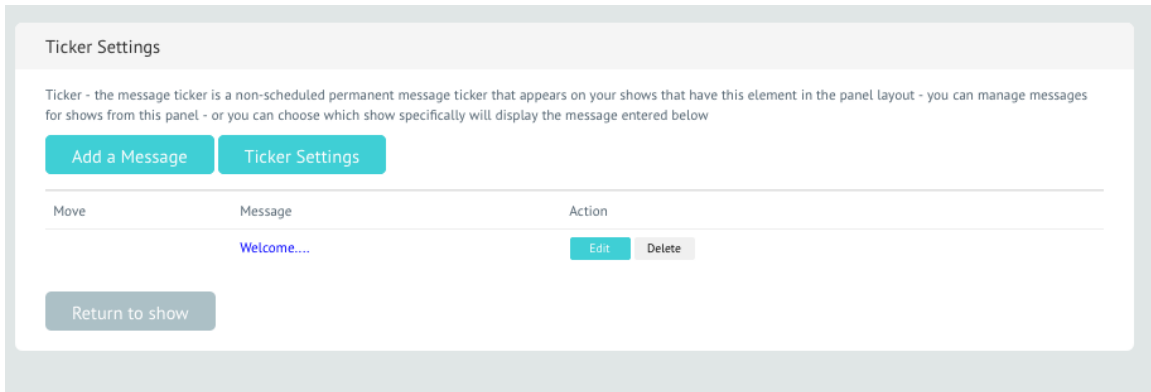 Ticker Settings
Ticker - the message ticker is a non-scheduled permanent message ticker that appears on your shows that have this element in the panel layout - you can manage messages
for shows from this panel - or you can choose which show specifically will display the message entered below
Add a Message Ticker Settings
Move Message Action
Welcome.... Edit Delete
Return to show